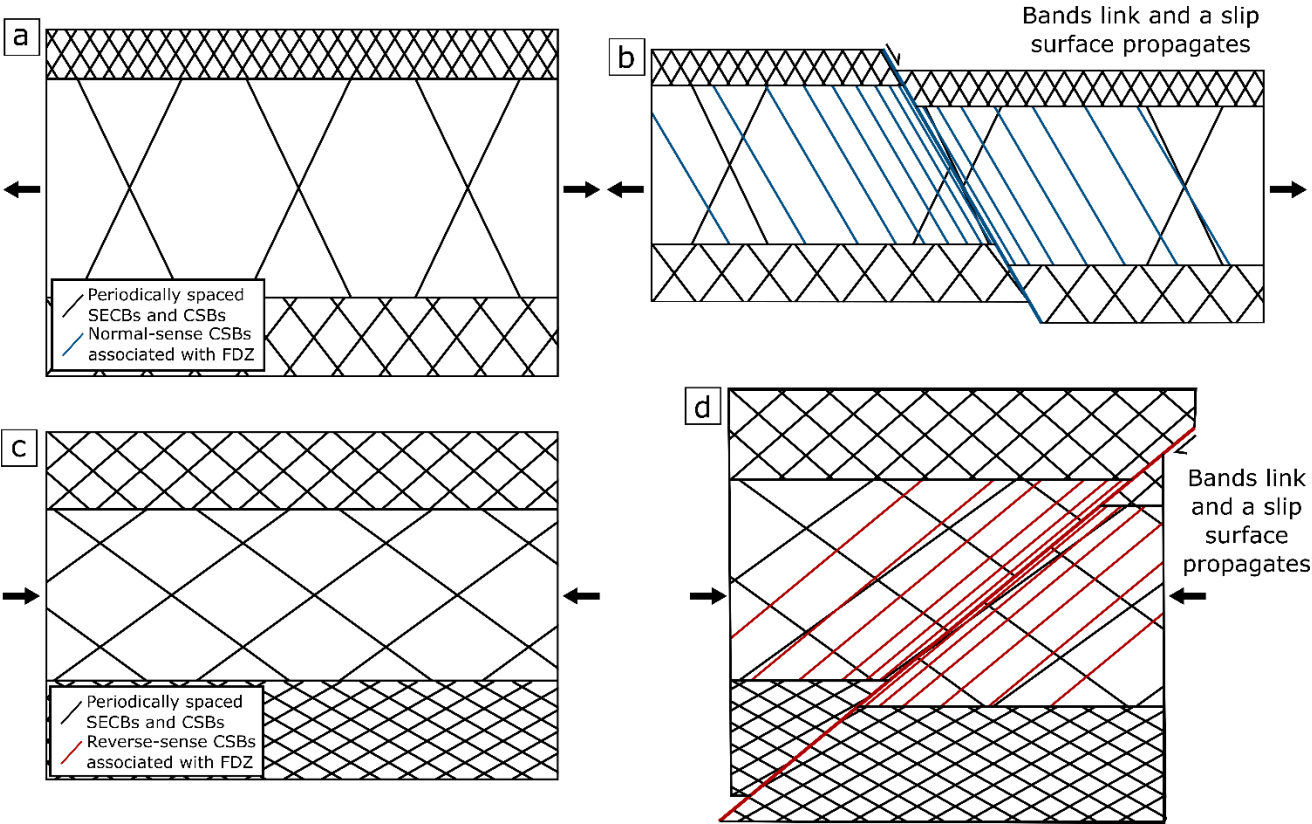 a
Periodically spaced
SECBs and CSBs
Normal-sense CSBs
associated with FDZ
b
Bands link and a slip
surface propagates
c
Periodically spaced
SECBs and CSBs
Reverse-sense CSBs
associated with FDZ
d
Bands link
and a slip
surface
propagates